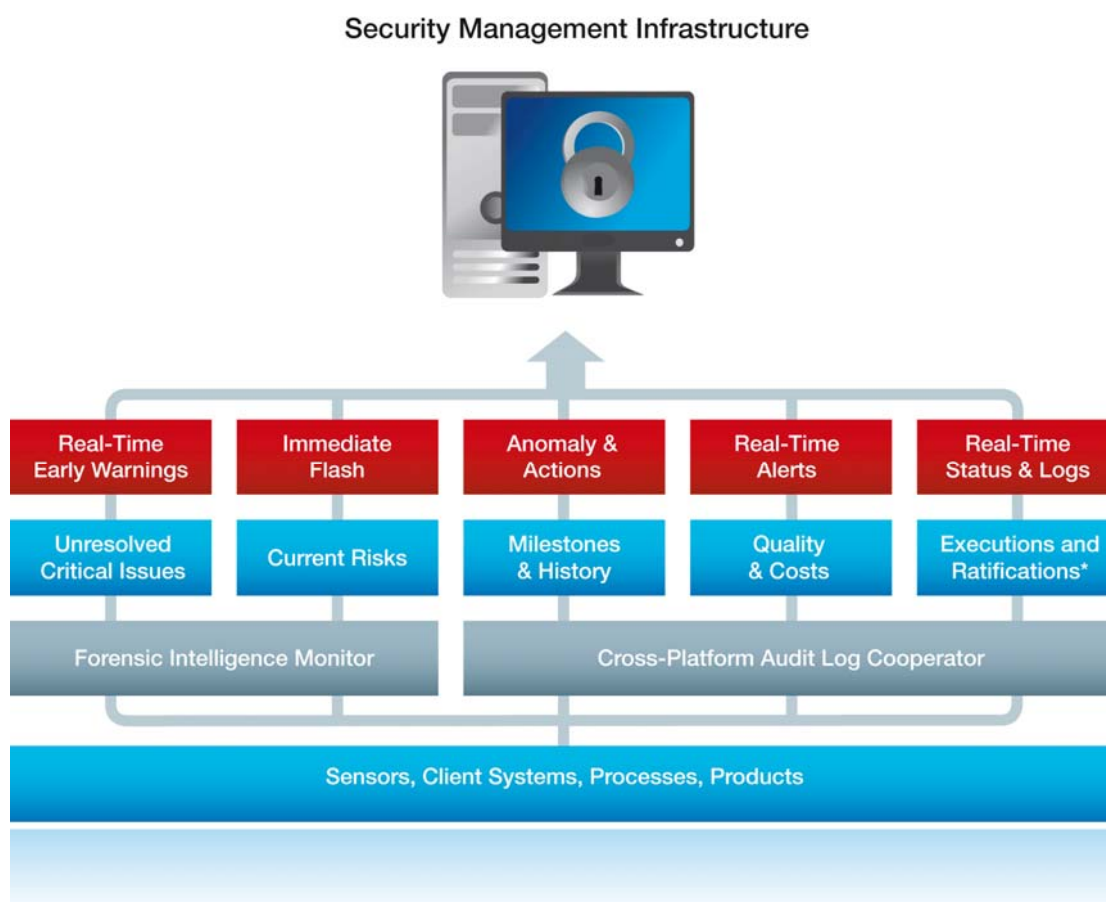 Security Management Infrastructure
Real-Time
Early Warnings
Immediate
Flash
Anomaly &
Actions
Real-Time
Alerts
Real-Time
Status & Logs
Unresolved
Critical Issues
Current Risks
Milestones
& History
Quality
& Costs
Executions and
Ratifications*
Forensic Intelligence Monitor
Cross-Platform Audit Log Cooperator
Sensors, Client Systems, Processes, Products